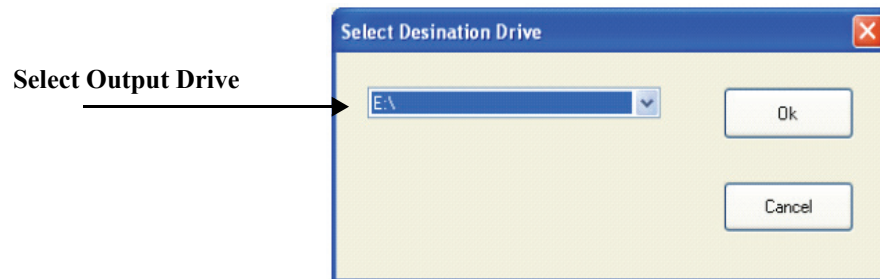 Select Desination Drive
Select Output Drive
E:\
Ok
Cancel